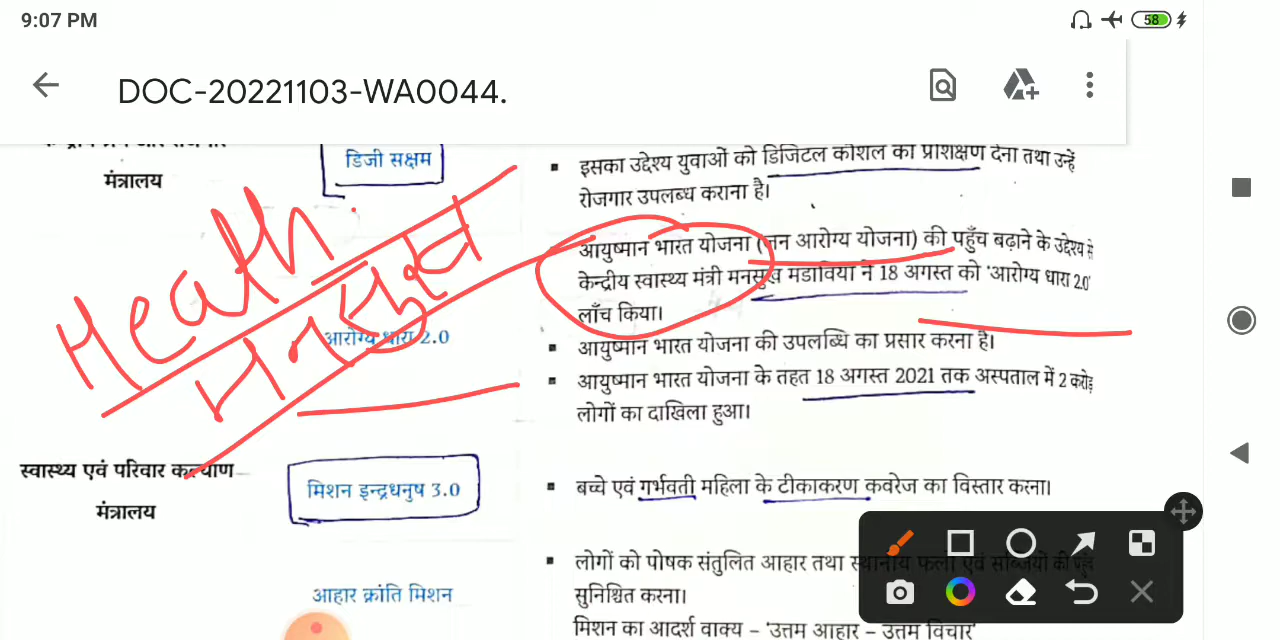 9:07 PM
58
DOC-20221103-WA0044.
मंत्रालय
डिजी सक्षम
इसका उद्देश्य युवाओं को डिजिटल कौशल का प्रशिक्षण देना तथा उन्हें
रोजगार उपलब्ध कराना है।
Health
आयुष्मान भारत योजना (जन आरोग्य योजना) की पहुँच बढ़ाने के उद्देश्य से
केन्द्रीय स्वास्थ्य मंत्री मनसुख मंडाविया ने 18 अगस्त को 'आरोग्य धारा 2.0'
लाँच किया।
आरोग्य धारा 2.0
आयुष्मान भारत योजना की उपलब्धि का प्रसार करना है।
आयुष्मान भारत योजना के तहत 18 अगस्त 2021 तक अस्पताल में 2 करोड़
लोगों का दाखिला हुआ।
स्वास्थ्य एवं परिवार कल्याण
मंत्रालय
मिशन इन्द्रधनुष 3.0
बच्चे एवं गर्भवती महिला के टीकाकरण कवरेज का विस्तार करना।
आहार क्रांति मिशन
लोगों को पोषक संतुलित आहार तथा स्थानीय फलों एवं सब्जियों की पहुँच
सुनिश्चित करना।
मिशन का आदर्श वाक्य – 'उत्तम आहार – उत्तम विचार'